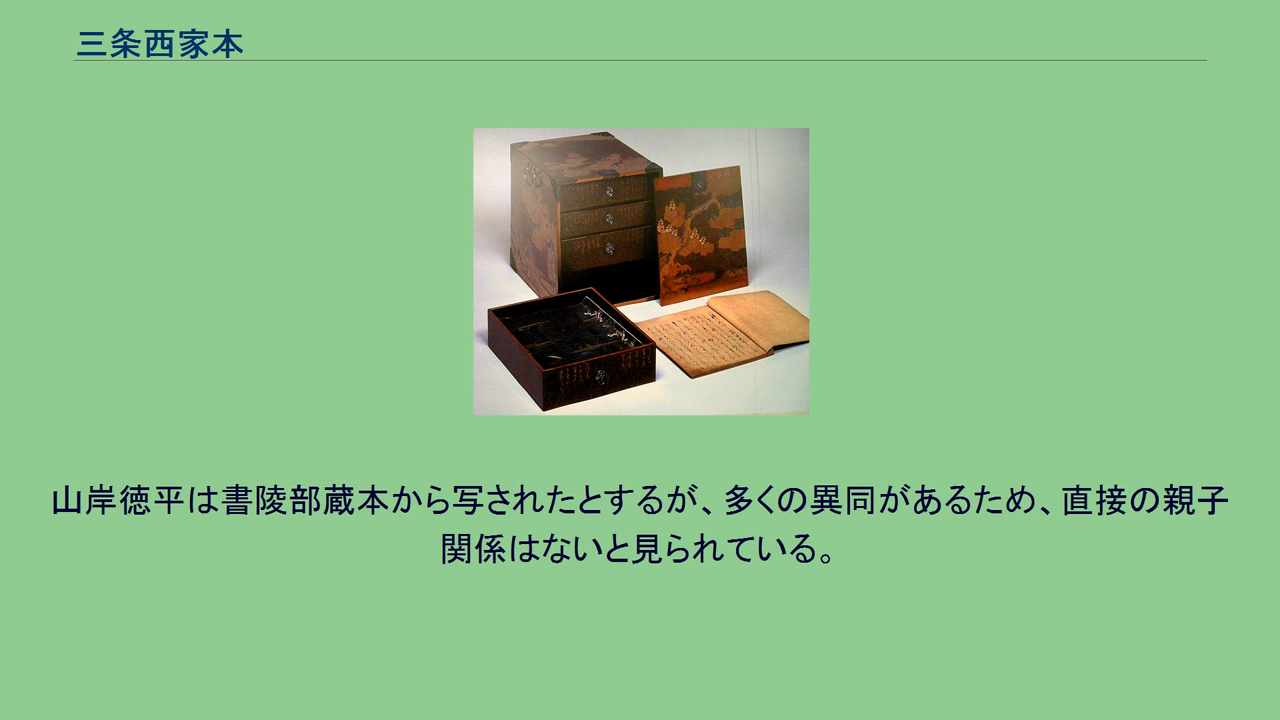 三条西家本
山岸徳平は書陵部蔵本から写されたとするが、多くの異同があるため、直接の親子
関係はないと見られている。